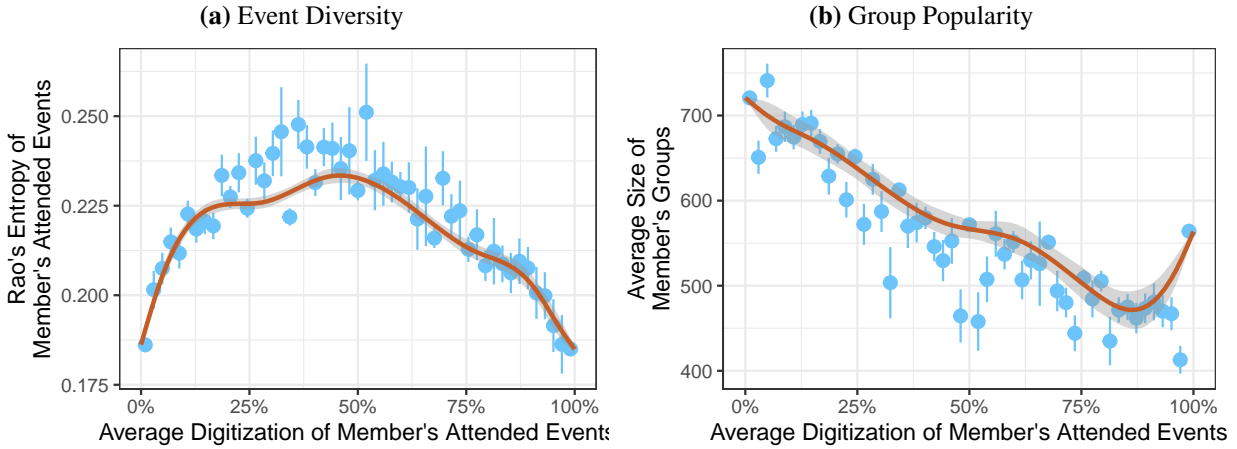 (a) Event Diversity
Rao's Entropy of
Member's Attended Events
0.250
0.225
0.200
0.175
0% 25% 50% 75% 100%
Average Digitization of Member's Attended Events
(b) Group Popularity
Average Size of
Member's Groups
700
600
500
400
0% 25% 50% 75% 100%
Average Digitization of Member's Attended Events